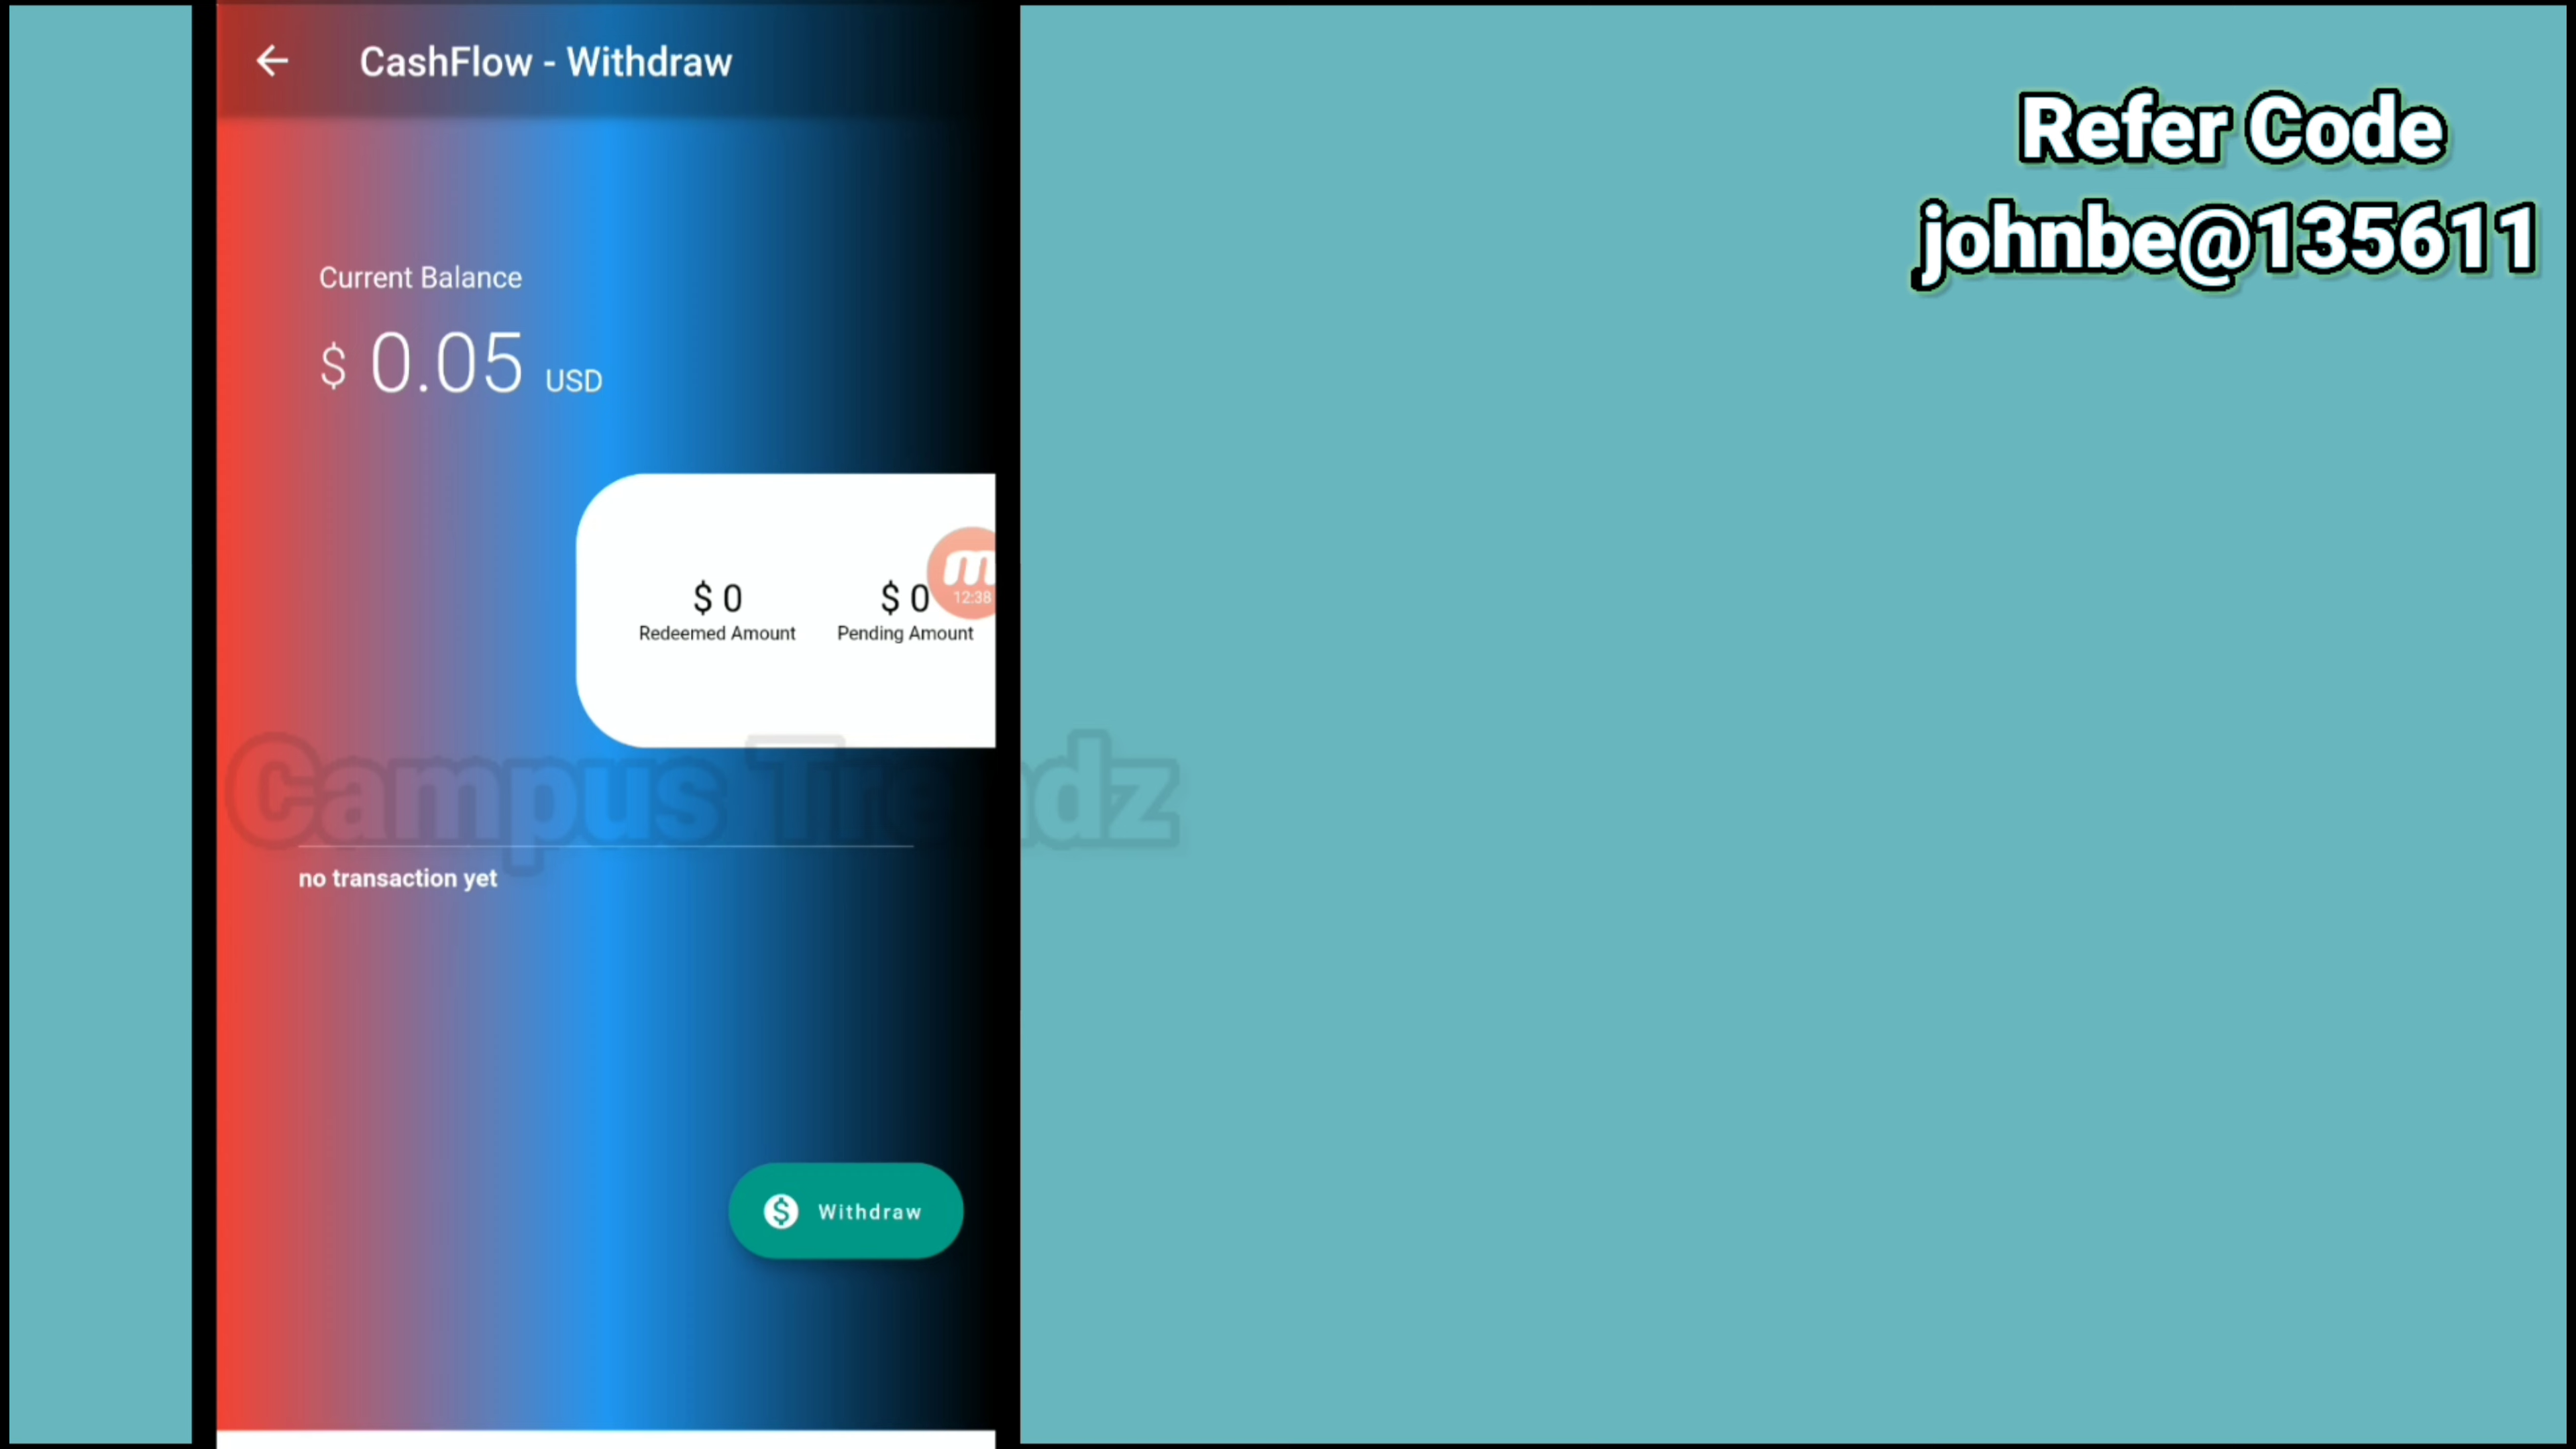 CashFlow - Withdraw
Refer Code
johnbe@135611
Current Balance
$ 0.05 USD
$ 0
$ 0
m
12:38
Redeemed Amount
Pending Amount
Campus Trendz
no transaction yet
$ Withdraw